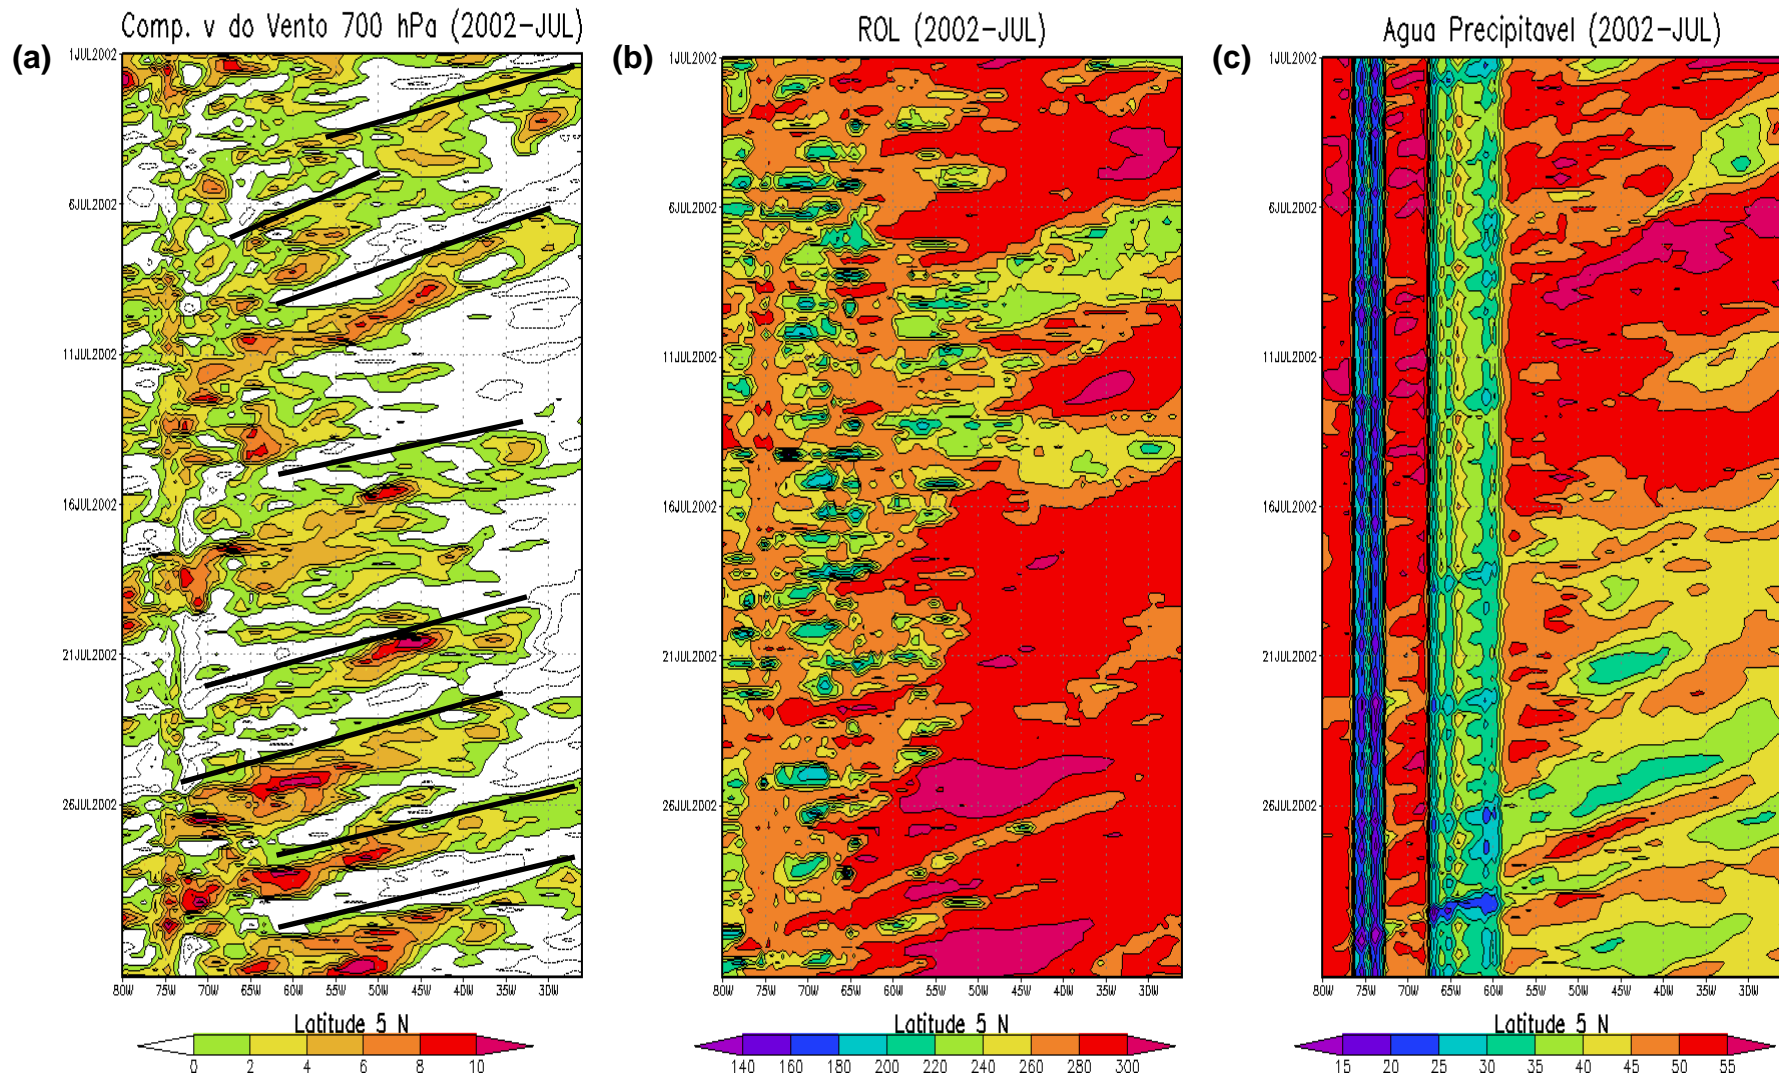 Comp. v do Vento 700 hPa (2002-JUL)
ROL (2002-JUL)
Agua Precipitavel (2002-JUL)
(a)
(b)
(c)
1JUL2002
6JUL2002
11JUL2002
16JUL2002
21JUL2002
26JUL2002
80W 75W 70W 65W 60W 55W 50W 45W 40W 35W 30W
Latitude 5 N
0 2 4 6 8 10
1JUL2002
6JUL2002
11JUL2002
16JUL2002
21JUL2002
26JUL2002
80W 75W 70W 65W 60W 55W 50W 45W 40W 35W 30W
Latitude 5 N
140 160 180 200 220 240 260 280 300
1JUL2002
6JUL2002
11JUL2002
16JUL2002
21JUL2002
26JUL2002
80W 75W 70W 65W 60W 55W 50W 45W 40W 35W 30W
Latitude 5 N
15 20 25 30 35 40 45 50 55